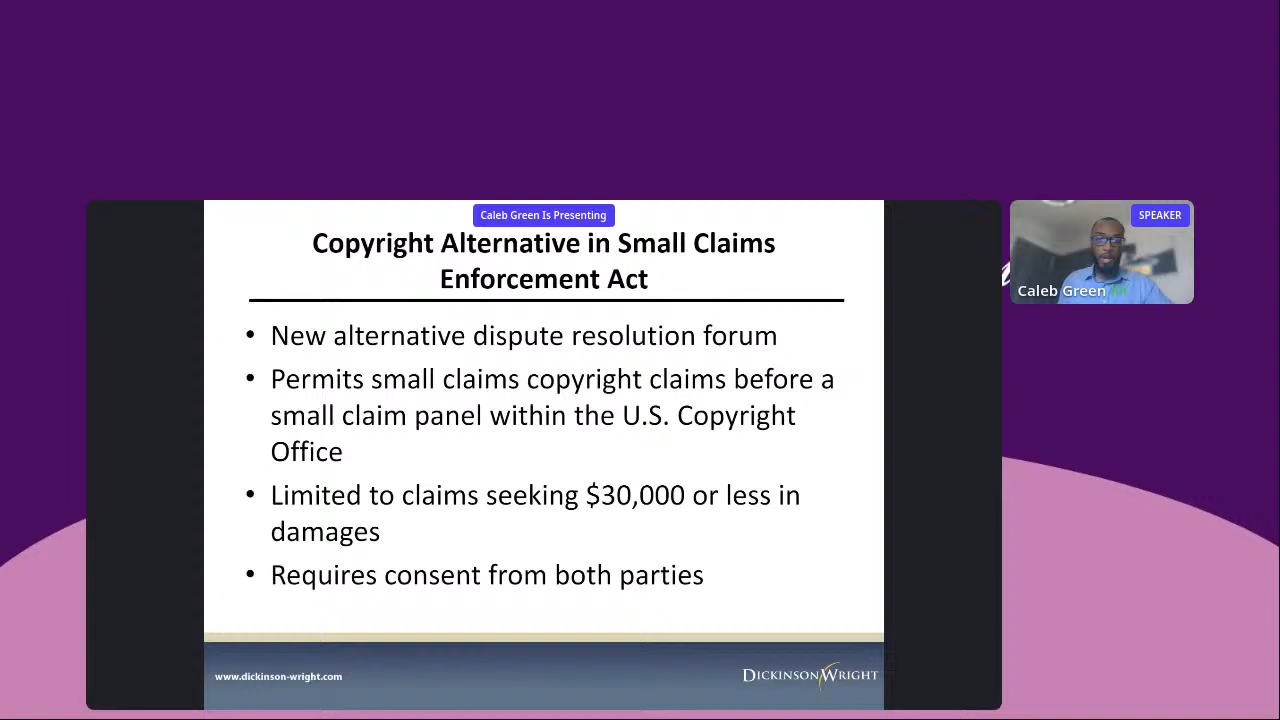 Caleb Green Is Presenting
Copyright Alternative in Small Claims
Enforcement Act
• New alternative dispute resolution forum
• Permits small claims copyright claims before a
small claim panel within the U.S. Copyright
Office
• Limited to claims seeking $30,000 or less in
damages
• Requires consent from both parties
www.dickinson-wright.com
DICKINSON WRIGHT
SPEAKER
Caleb Green